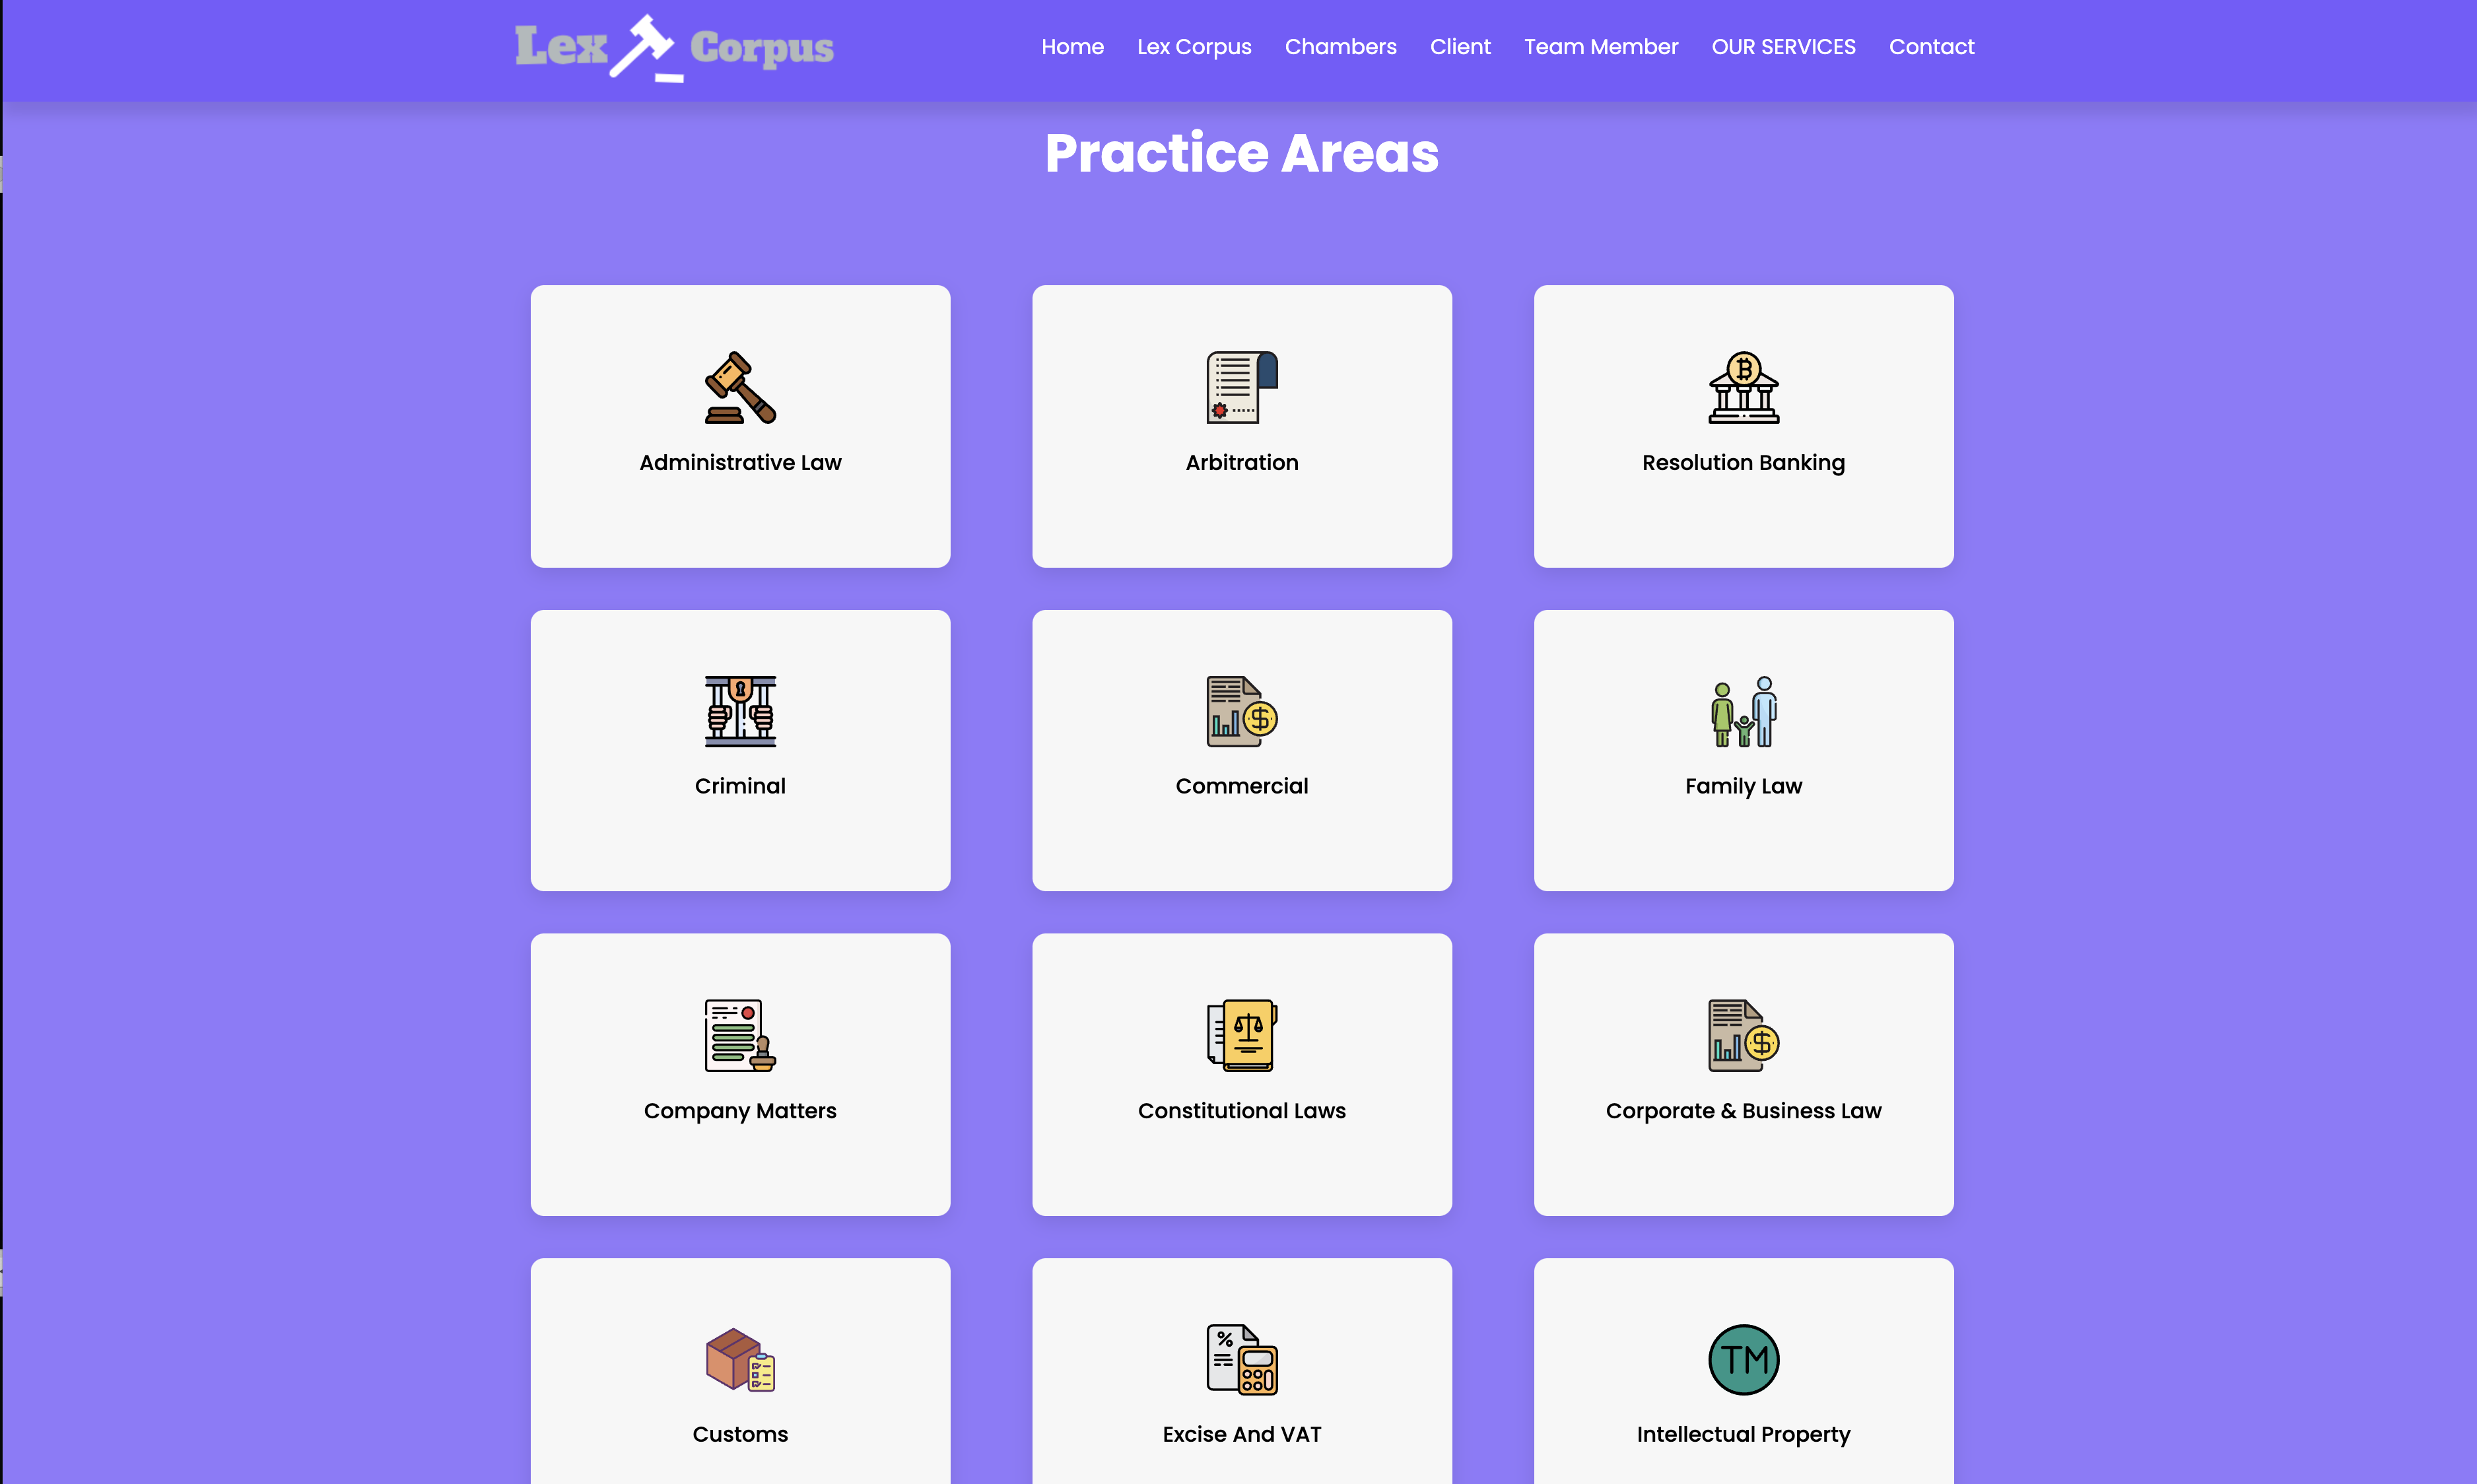 Lex Corpus
Home Lex Corpus Chambers Client Team Member OUR SERVICES Contact
Practice Areas
Administrative Law
Arbitration
Resolution Banking
Criminal
Commercial
Family Law
Company Matters
Constitutional Laws
Corporate & Business Law
TM
Customs
Excise And VAT
Intellectual Property